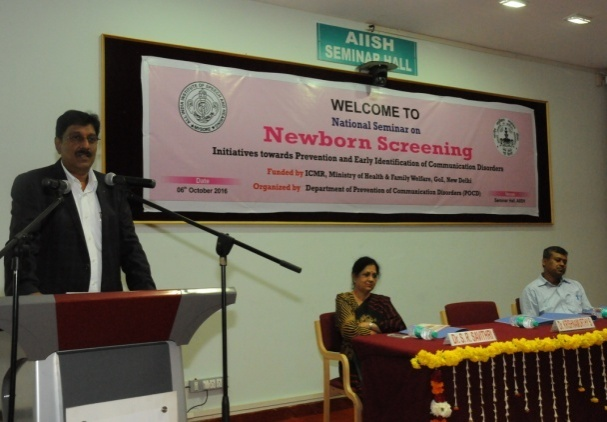 AIISH
SEMINAR HALL
WELCOME TO
National Seminar on
Newborn Screening
Initiatives towards Prevention and Early Identification of Communication Disorders
Funded by ICMR, Ministry of Health & Family Welfare, GoI, New Delhi
Organized by Department of Prevention of Communication Disorders (POCD)
Date
06th October 2016
Venue
Seminar Hall, AIISH
Dr. S. R. SAVITHRI